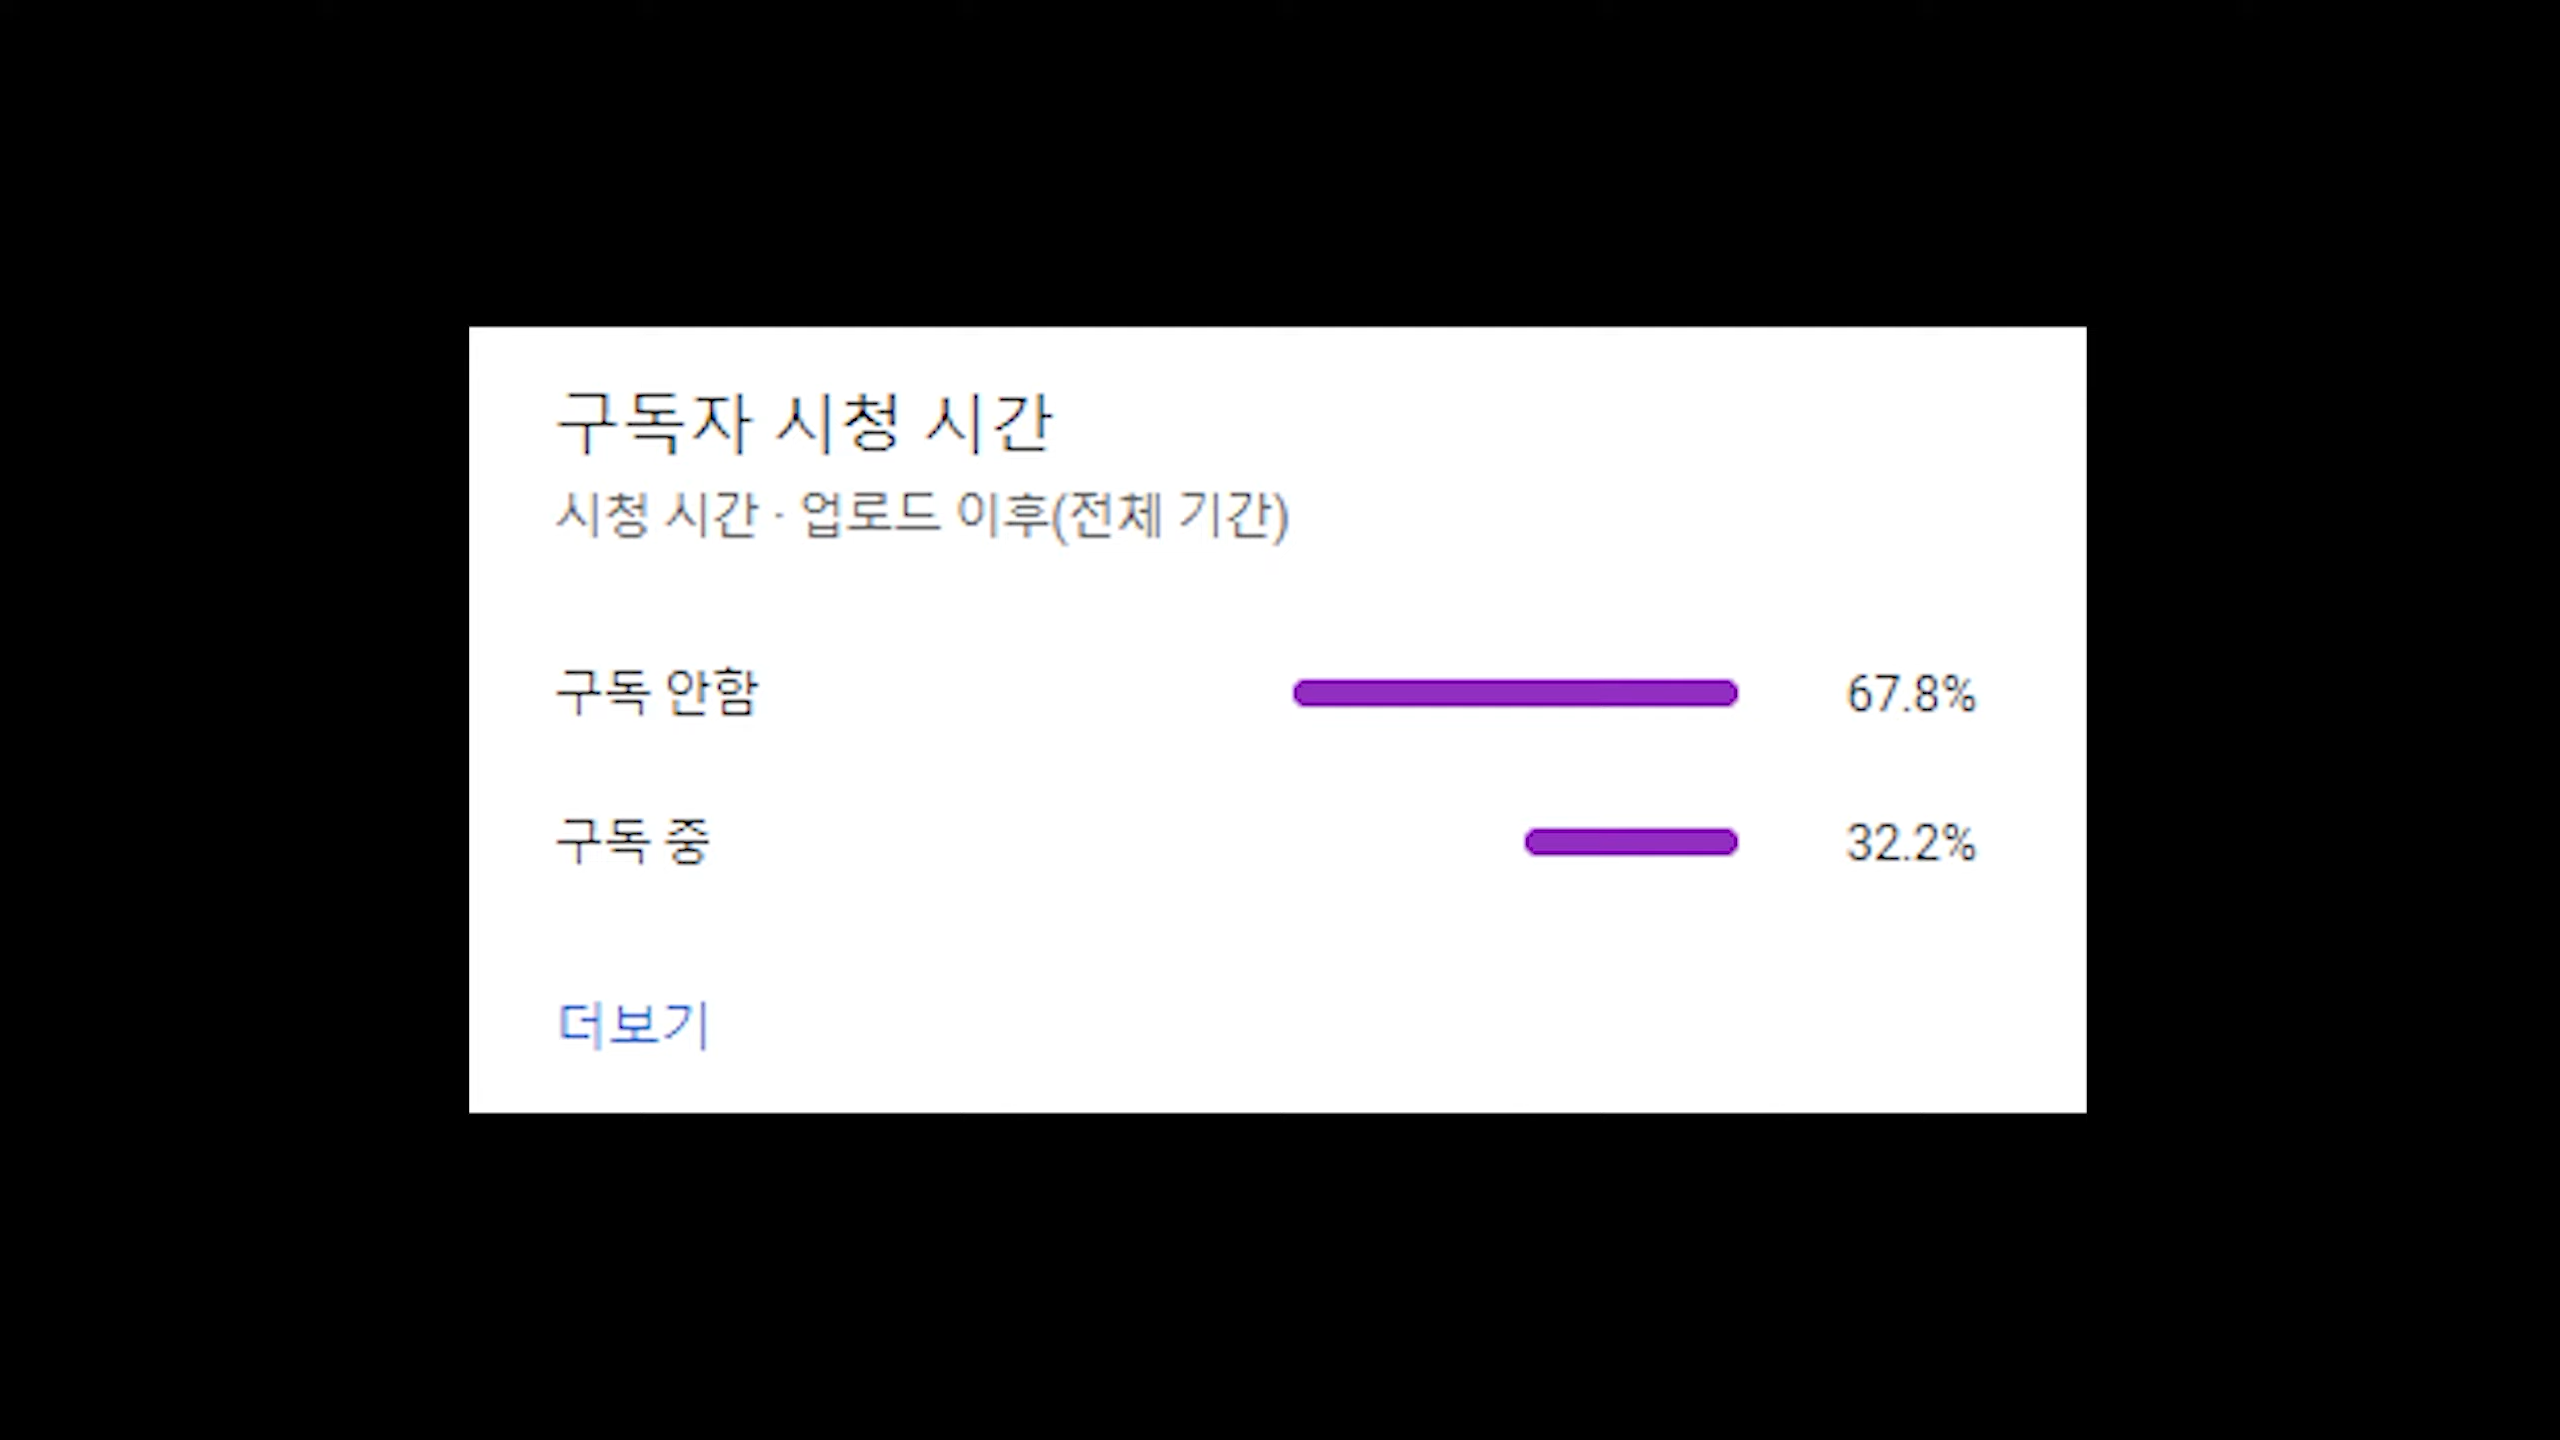 구독자 시청 시간
시청 시간 · 업로드 이후(전체 기간)
구독 안함 67.8%
구독 중 32.2%
더보기